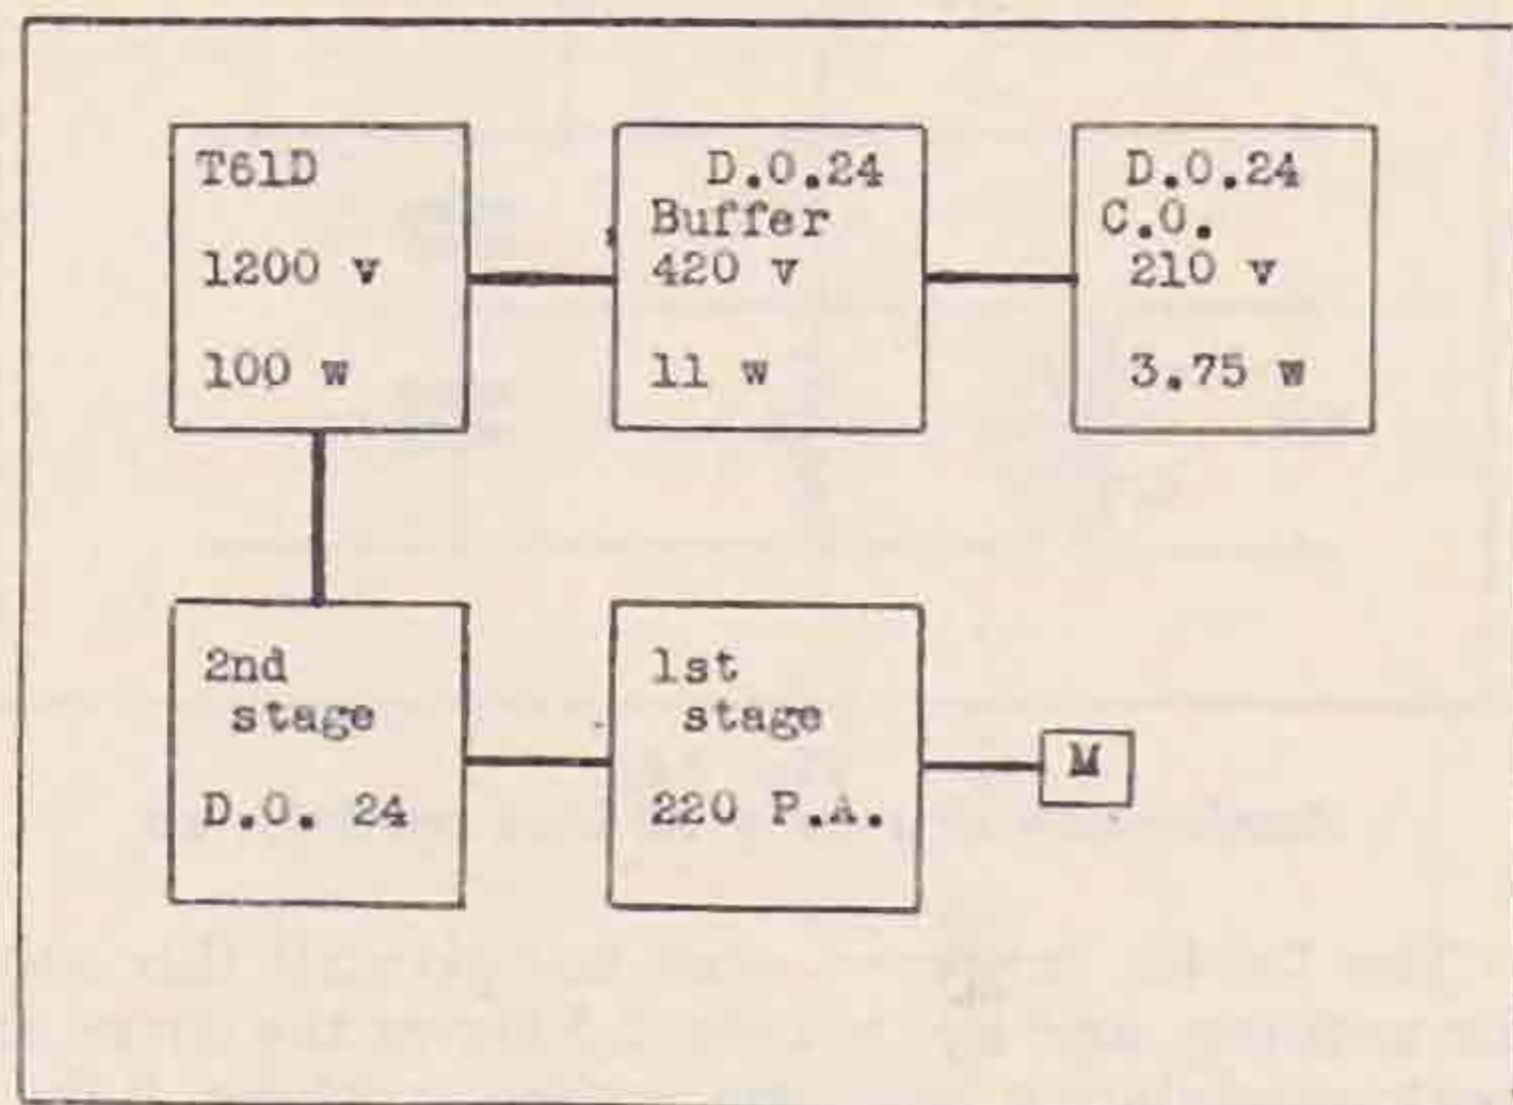 T61D
1200 v
100 w
D.O.24
Buffer
420 v
11 w
D.O.24
C.O.
210 v
3.75 w
2nd
stage
D.O. 24
1st
stage
220 P.A.
M